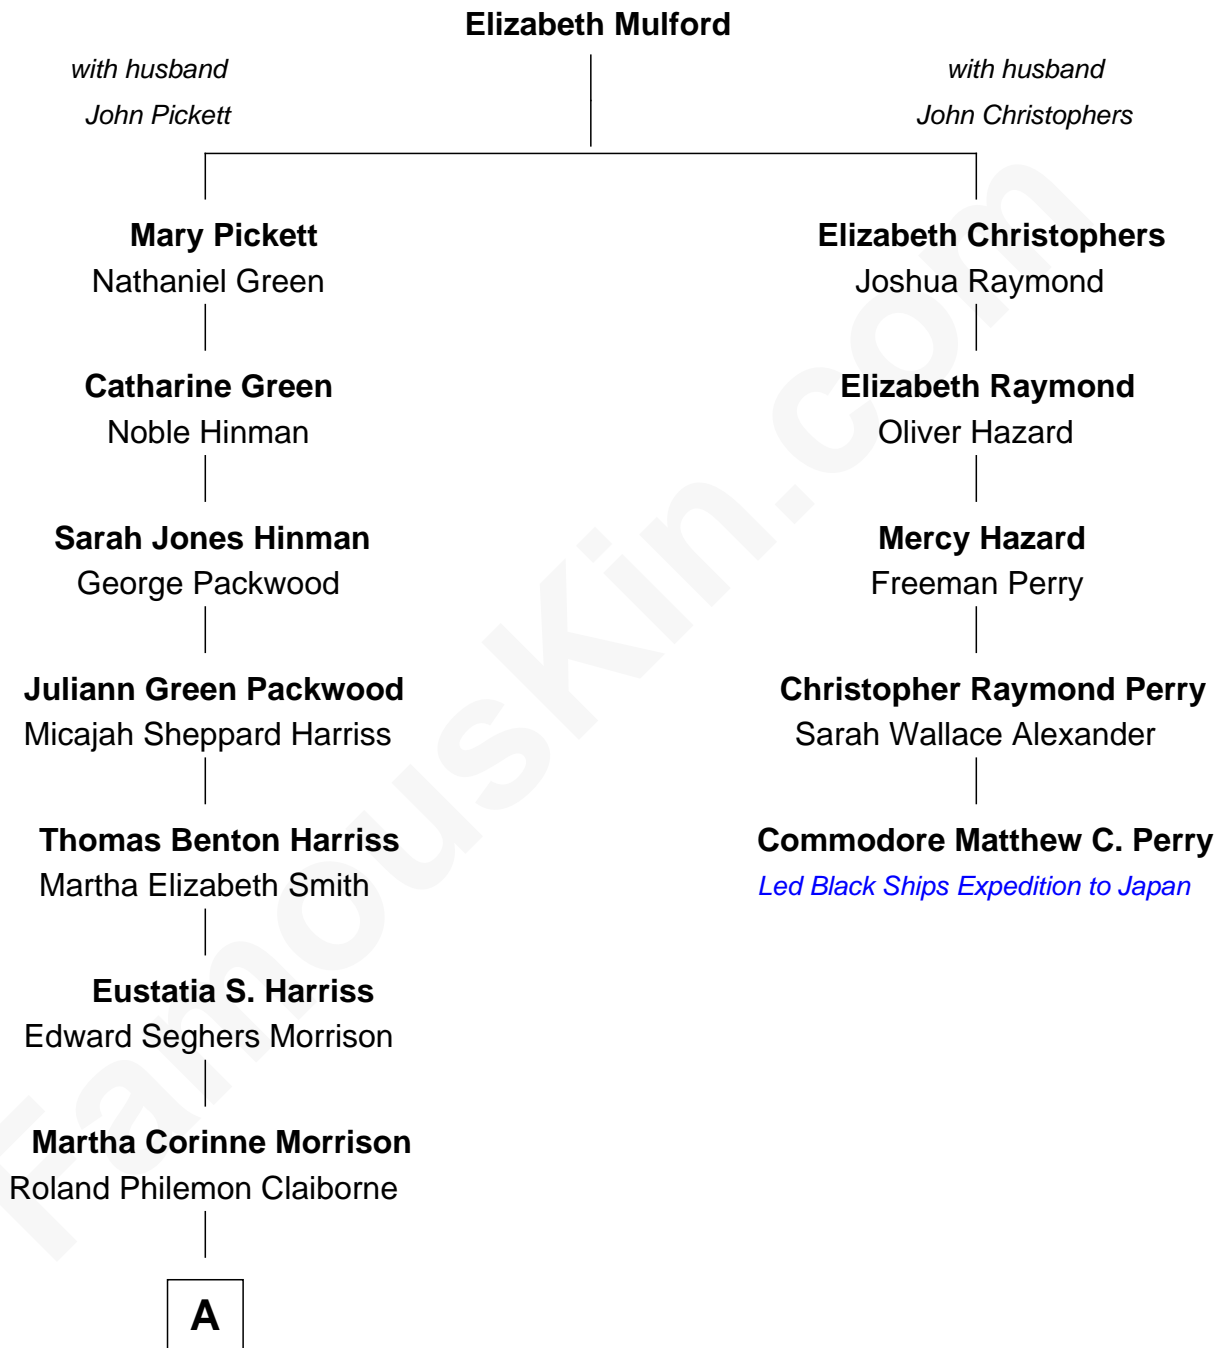 Elizabeth Mulford
with husband
John Pickett
with husband
John Christophers
Mary Pickett
Nathaniel Green
Elizabeth Christophers
Joshua Raymond
Catharine Green
Noble Hinman
Elizabeth Raymond
Oliver Hazard
Sarah Jones Hinman
George Packwood
Mercy Hazard
Freeman Perry
Juliann Green Packwood
Micajah Sheppard Harriss
Christopher Raymond Perry
Sarah Wallace Alexander
Thomas Benton Harriss
Martha Elizabeth Smith
Commodore Matthew C. Perry
Led Black Ships Expedition to Japan
Eustatia S. Harriss
Edward Seghers Morrison
Martha Corinne Morrison
Roland Philemon Claiborne
A
FamousKin.com